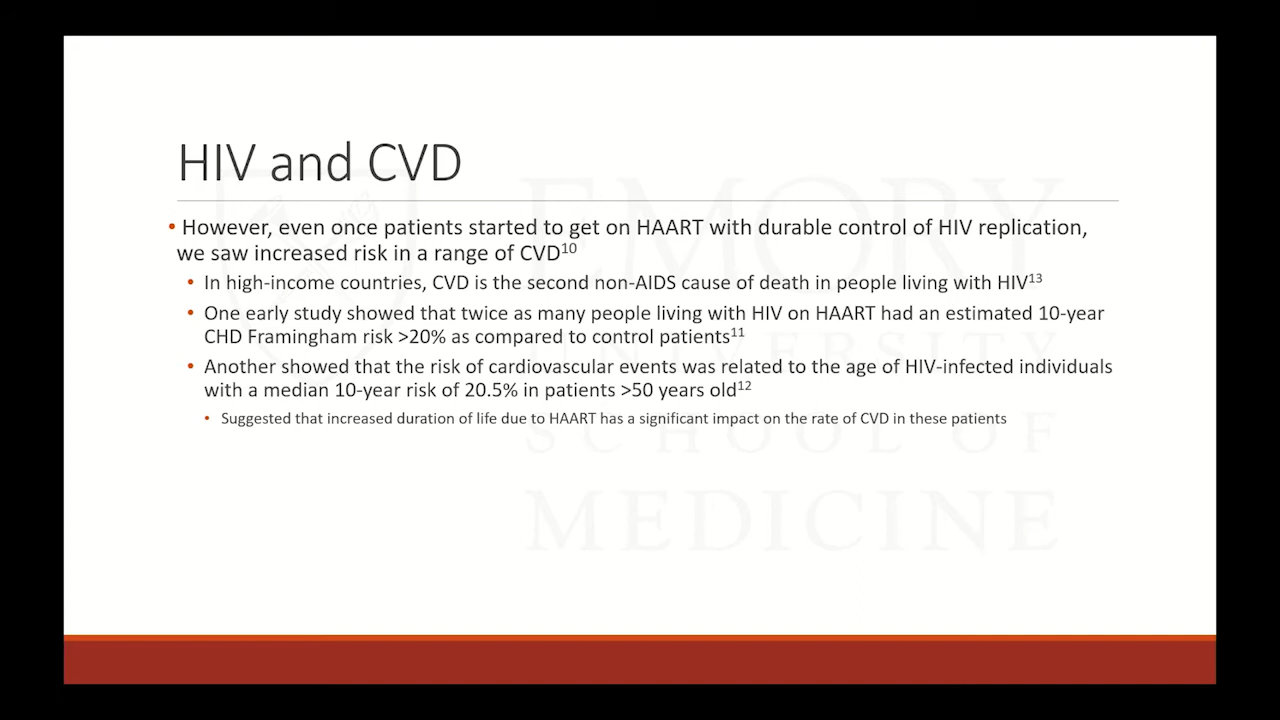 HIV and CVD
• However, even once patients started to get on HAART with durable control of HIV replication,
we saw increased risk in a range of CVD10
• In high-income countries, CVD is the second non-AIDS cause of death in people living with HIV13
• One early study showed that twice as many people living with HIV on HAART had an estimated 10-year
CHD Framingham risk >20% as compared to control patients11
• Another showed that the risk of cardiovascular events was related to the age of HIV-infected individuals
with a median 10-year risk of 20.5% in patients >50 years old12
• Suggested that increased duration of life due to HAART has a significant impact on the rate of CVD in these patients
EMORY
UNIVERSITY
SCHOOL OF
MEDICINE